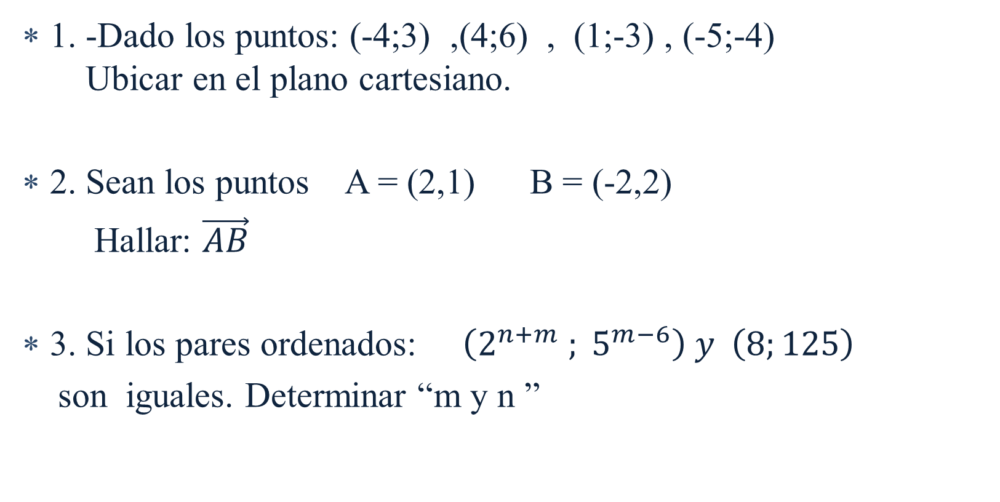 * 1. -Dado los puntos: (-4;3) ,(4;6) , (1;-3) , (-5;-4)
Ubicar en el plano cartesiano.
* 2. Sean los puntos A = (2,1) B = (-2,2)
Hallar: $\overrightarrow{AB}$
* 3. Si los pares ordenados: $(2^{n+m} ; 5^{m-6})$ y (8; 125)
son iguales. Determinar “m y n ”